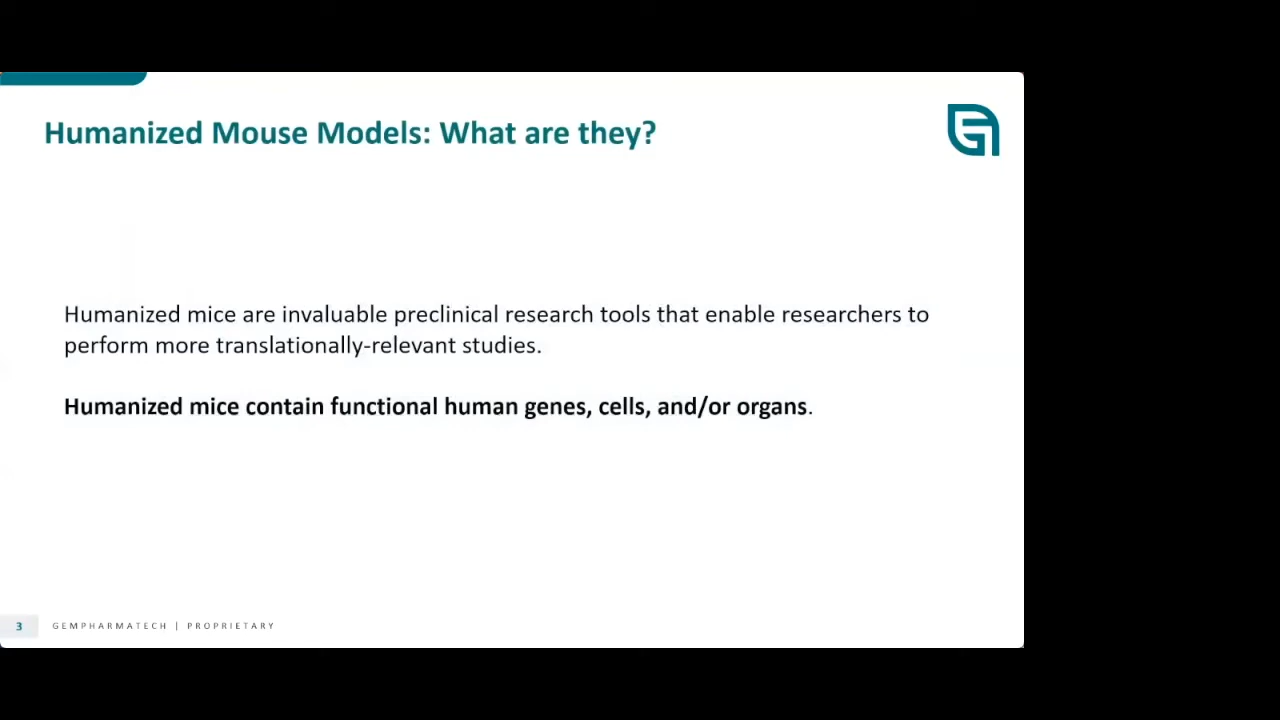 Humanized Mouse Models: What are they?
Humanized mice are invaluable preclinical research tools that enable researchers to
perform more translationally-relevant studies.
Humanized mice contain functional human genes, cells, and/or organs.
3 GEMPHARMATECH | PROPRIETARY